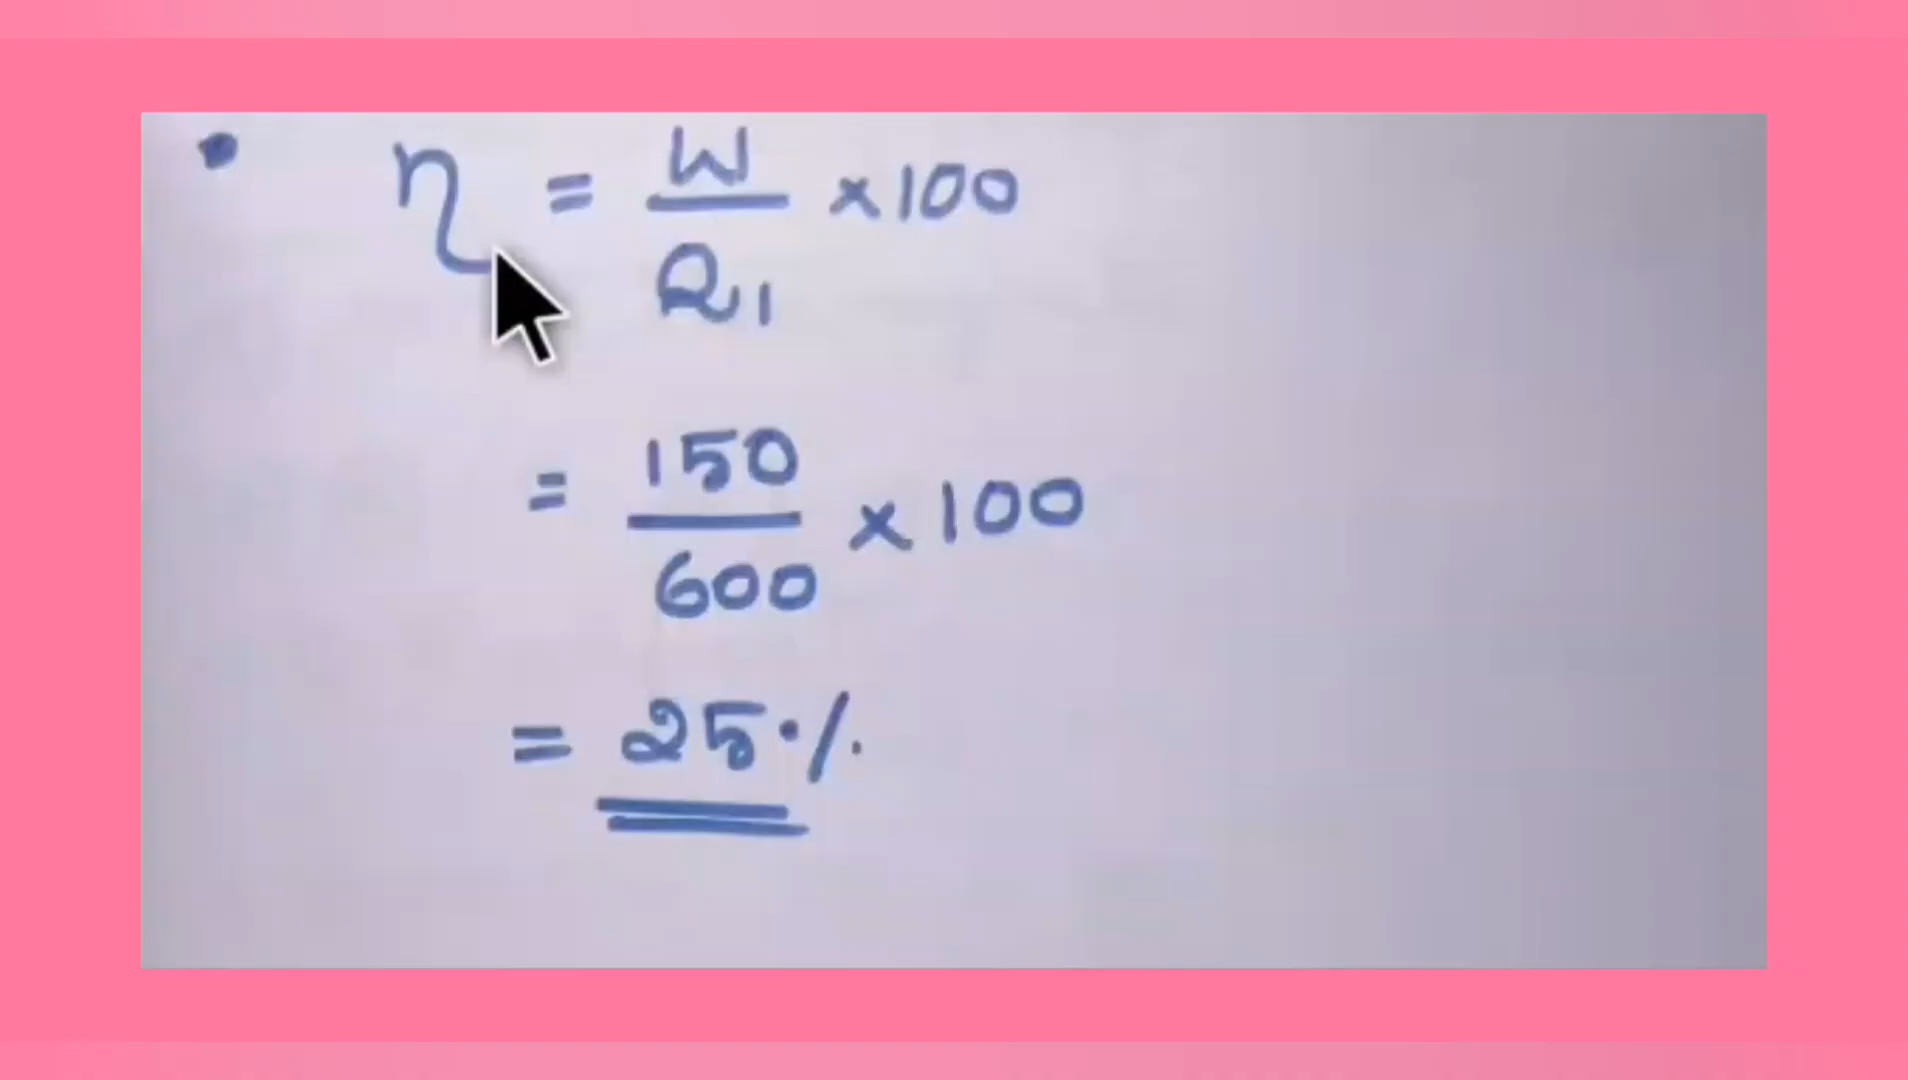 • η = W/Q₁ ×100
= 150/600 × 100
= 25%